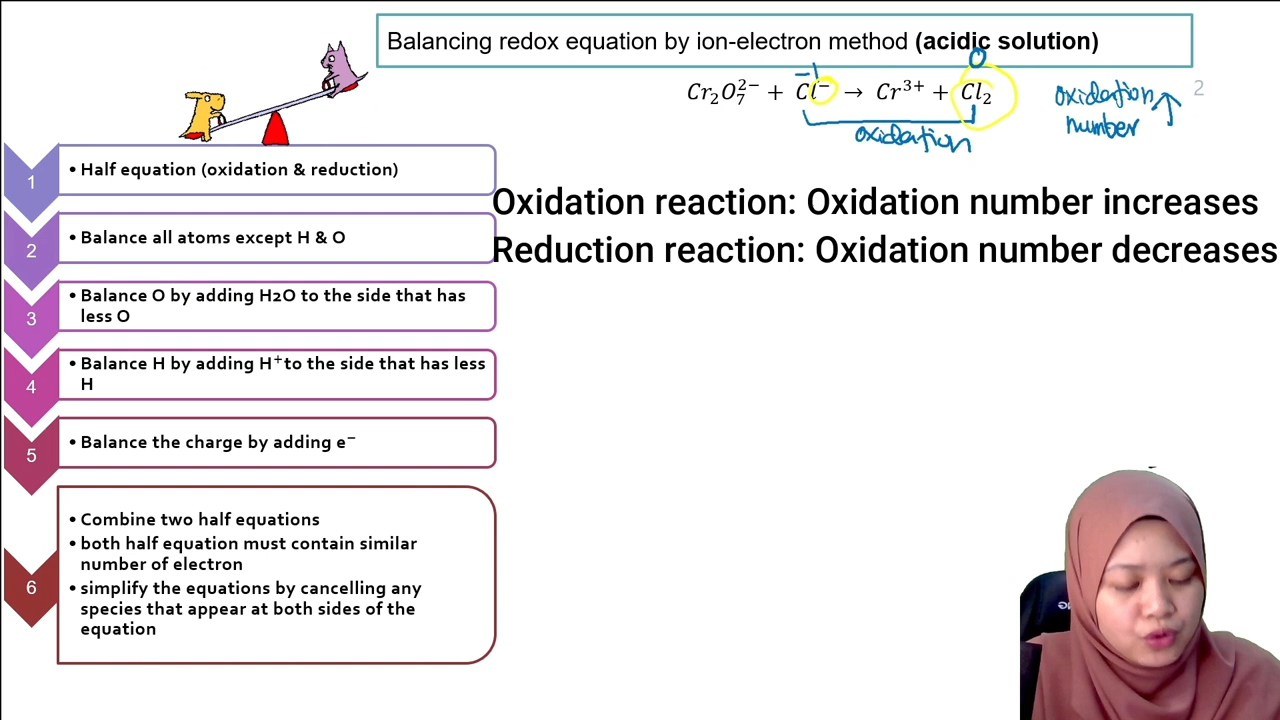 Balancing redox equation by ion-electron method (acidic solution)
0
−1
Cr₂O₇²⁻ + Cl⁻ → Cr³⁺ + Cl₂
oxidation
number
2
oxidation
1
• Half equation (oxidation & reduction)
Oxidation reaction: Oxidation number increases
2
• Balance all atoms except H & O
Reduction reaction: Oxidation number decreases
3
• Balance O by adding H2O to the side that has
less O
4
• Balance H by adding H⁺to the side that has less
H
5
• Balance the charge by adding e⁻
6
• Combine two half equations
• both half equation must contain similar
number of electron
• simplify the equations by cancelling any
species that appear at both sides of the
equation